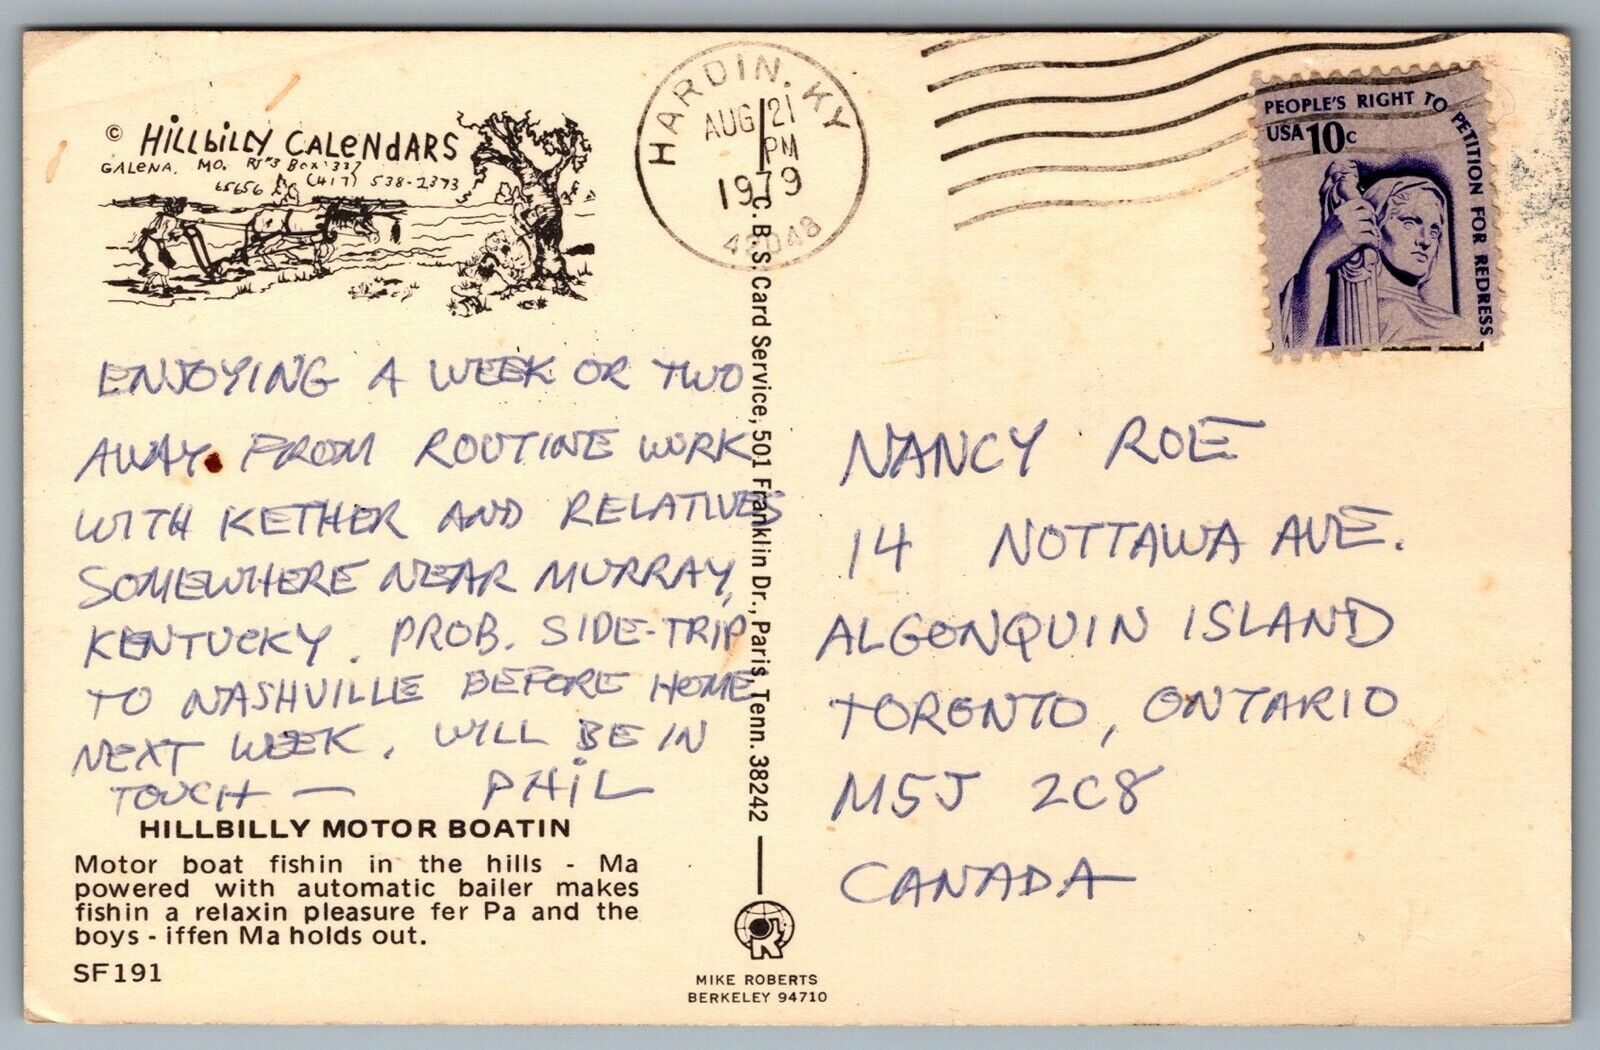 © HillBilly CALENdARS
GALENA, MO. RT#3 Box 337
65656 (417) 538-2373
HARDIN, KY
AUG 21
PM
1979
42048
PEOPLE'S RIGHT TO PETITION FOR REDRESS
USA 10c
ENJOYING A WEEK OR TWO
AWAY FROM ROUTINE WORK
WITH KETHER AND RELATIVES
SOMEWHERE NEAR MURRAY,
KENTUCKY. PROB. SIDE-TRIP
TO NASHVILLE BEFORE HOME
NEXT WEEK. WILL BE IN
TOUCH — PHIL
HILLBILLY MOTOR BOATIN
Motor boat fishin in the hills - Ma
powered with automatic bailer makes
fishin a relaxin pleasure fer Pa and the
boys - iffen Ma holds out.
SF191
C.B.S. Card Service, 501 Franklin Dr., Paris, Tenn. 38242
R
MIKE ROBERTS
BERKELEY 94710
NANCY ROE
14 NOTTAWA AVE.
ALGONQUIN ISLAND
TORONTO, ONTARIO
M5J 2C8
CANADA